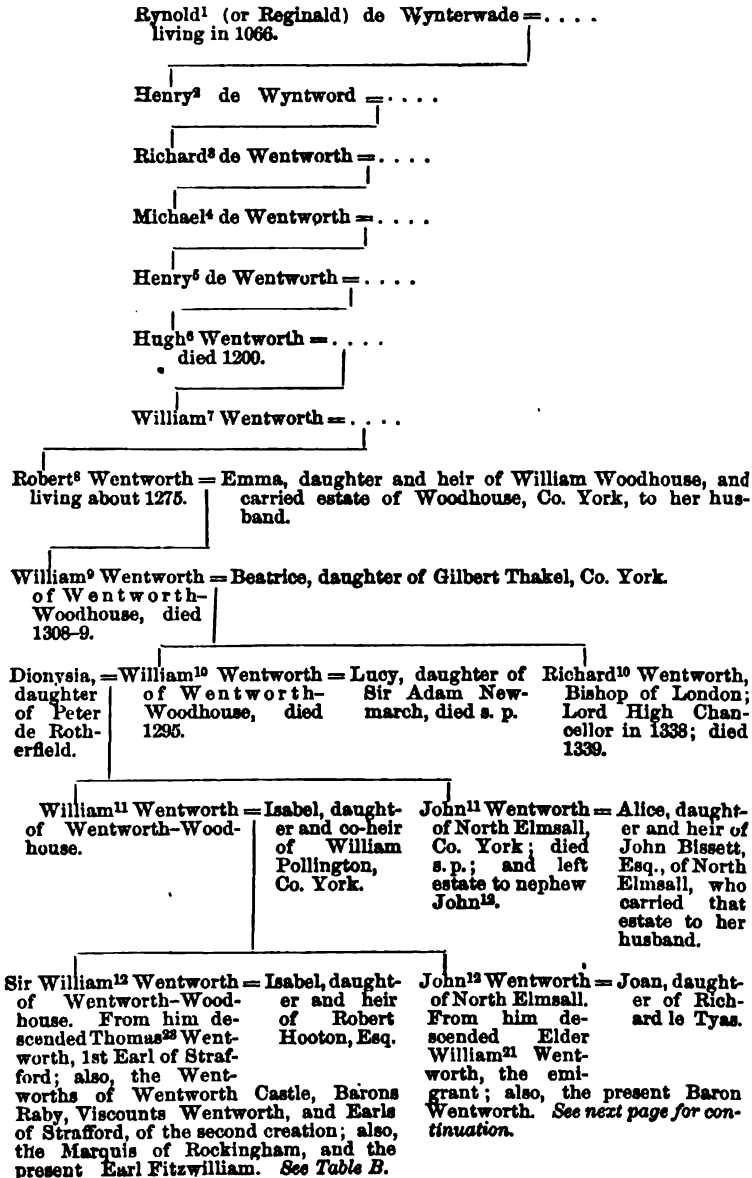 Rynold¹ (or Reginald) de Wynterwade = . . . .
living in 1066.
Henry² de Wyntword = . . . .
Richard³ de Wentworth = . . . .
Michael⁴ de Wentworth = . . . .
Henry⁵ de Wentworth = . . . .
Hugh⁶ Wentworth = . . . .
died 1200.
William⁷ Wentworth = . . . .
Robert⁸ Wentworth = Emma, daughter and heir of William Woodhouse, and
living about 1275. carried estate of Woodhouse, Co. York, to her hus-
band.
William⁹ Wentworth = Beatrice, daughter of Gilbert Thakel, Co. York.
of Wentworth-
Woodhouse, died
1308-9.
Dionysia, =
daughter
of Peter
de Roth-
erfield.
William¹⁰ Wentworth =
of Wentworth-
Woodhouse, died
1295.
Lucy, daughter of
Sir Adam New-
march, died s. p.
Richard¹⁰ Wentworth,
Bishop of London;
Lord High Chan-
cellor in 1338; died
1339.
William¹¹ Wentworth =
of Wentworth-Wood-
house.
Isabel, daught-
er and co-heir
of William
Pollington,
Co. York.
John¹¹ Wentworth =
of North Elmsall,
Co. York; died
s. p.; and left
estate to nephew
John¹².
Alice, daught-
er and heir of
John Bissett,
Esq., of North
Elmsall, who
carried that
estate to her
husband.
Sir William¹² Wentworth =
of Wentworth-Wood-
house. From him de-
scended Thomas²³ Went-
worth, 1st Earl of Straf-
ford; also, the Went-
worths of Wentworth Castle, Barons
Raby, Viscounts Wentworth, and Earls
of Strafford, of the second creation; also,
the Marquis of Rockingham, and the
present Earl Fitzwilliam. See Table B.
Isabel, daught-
er and heir
of Robert
Hooton, Esq.
John¹² Wentworth =
of North Elmsall.
From him de-
scended Elder
William²¹ Went-
worth, the emi-
grant; also, the present Baron
Wentworth. See next page for con-
tinuation.
Joan, daught-
er of Rich-
ard le Tyas.